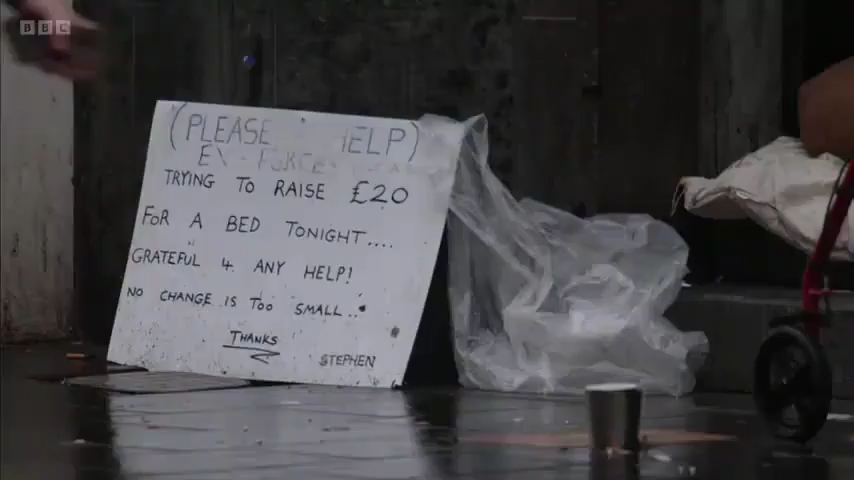 BBC
(PLEASE HELP)
TRYING TO RAISE £20
FOR A BED TONIGHT....
GRATEFUL 4 ANY HELP!
NO CHANGE IS TOO SMALL...
THANKS
STEPHEN